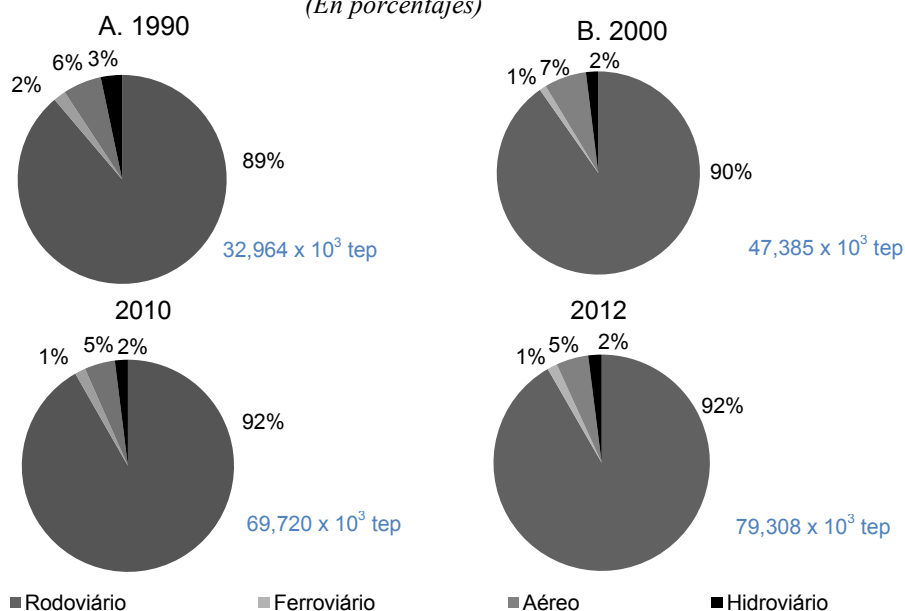 (En porcentajes)
A. 1990
2%
6%
3%
89%
32,964 x 10³ tep
B. 2000
1%
7%
2%
90%
47,385 x 10³ tep
2010
1%
5%
2%
92%
69,720 x 10³ tep
2012
1%
5%
2%
92%
79,308 x 10³ tep
Rodoviário
Ferroviário
Aéreo
Hidroviário